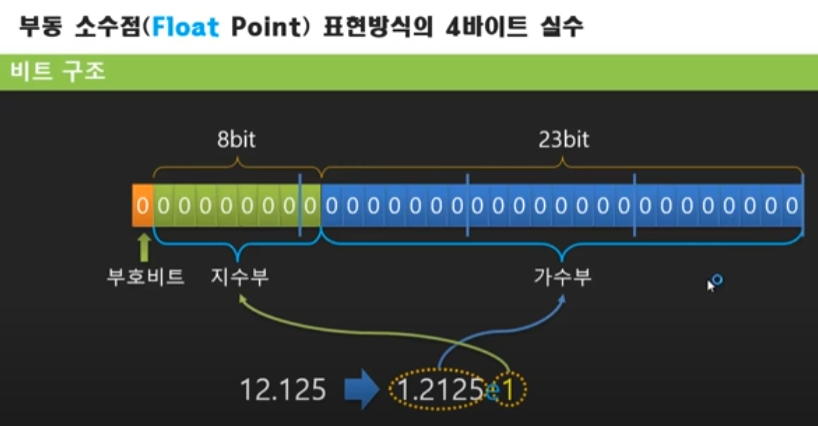 부동 소수점(Float Point) 표현방식의 4바이트 실수
비트 구조
8bit 23bit
0 0 0 0 0 0 0 0 0 0 0 0 0 0 0 0 0 0 0 0 0 0 0 0 0 0 0 0 0 0 0 0
부호비트 지수부 가수부
12.125 1.2125e1